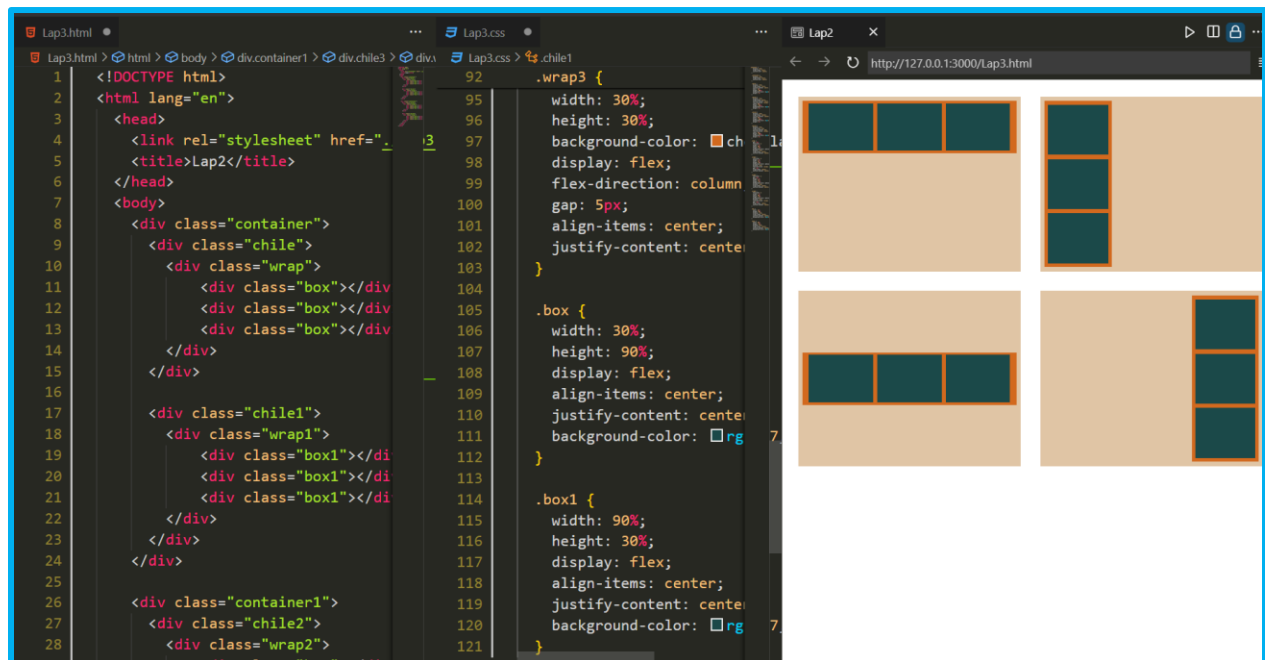 Lap3.html
Lap3.html > html > body > div.container1 > div.chile3 >
1 <!DOCTYPE html>
2 <html lang="en">
3 <head>
4 <link rel="stylesheet" href=".
5 <title>Lap2</title>
6 </head>
7 <body>
8 <div class="container">
9 <div class="chile">
10 <div class="wrap">
11 <div class="box"></div
12 <div class="box"></div
13 <div class="box"></div
14 </div>
15 </div>
16
17 <div class="chile1">
18 <div class="wrap1">
19 <div class="box1"></di
20 <div class="box1"></di
21 <div class="box1"></di
22 </div>
23 </div>
24 </div>
25
26 <div class="container1">
27 <div class="chile2">
28 <div class="wrap2">
Lap3.css
Lap3.css > .chile1
92 .wrap3 {
95 width: 30%;
96 height: 30%;
97 background-color: ch
98 display: flex;
99 flex-direction: column
100 gap: 5px;
101 align-items: center;
102 justify-content: center
103 }
104
105 .box {
106 width: 30%;
107 height: 90%;
108 display: flex;
109 align-items: center;
110 justify-content: cente
111 background-color: rg
112 }
113
114 .box1 {
115 width: 90%;
116 height: 30%;
117 display: flex;
118 align-items: center;
119 justify-content: cente
120 background-color: rg
121 }
Lap2
http://127.0.0.1:3000/Lap3.html